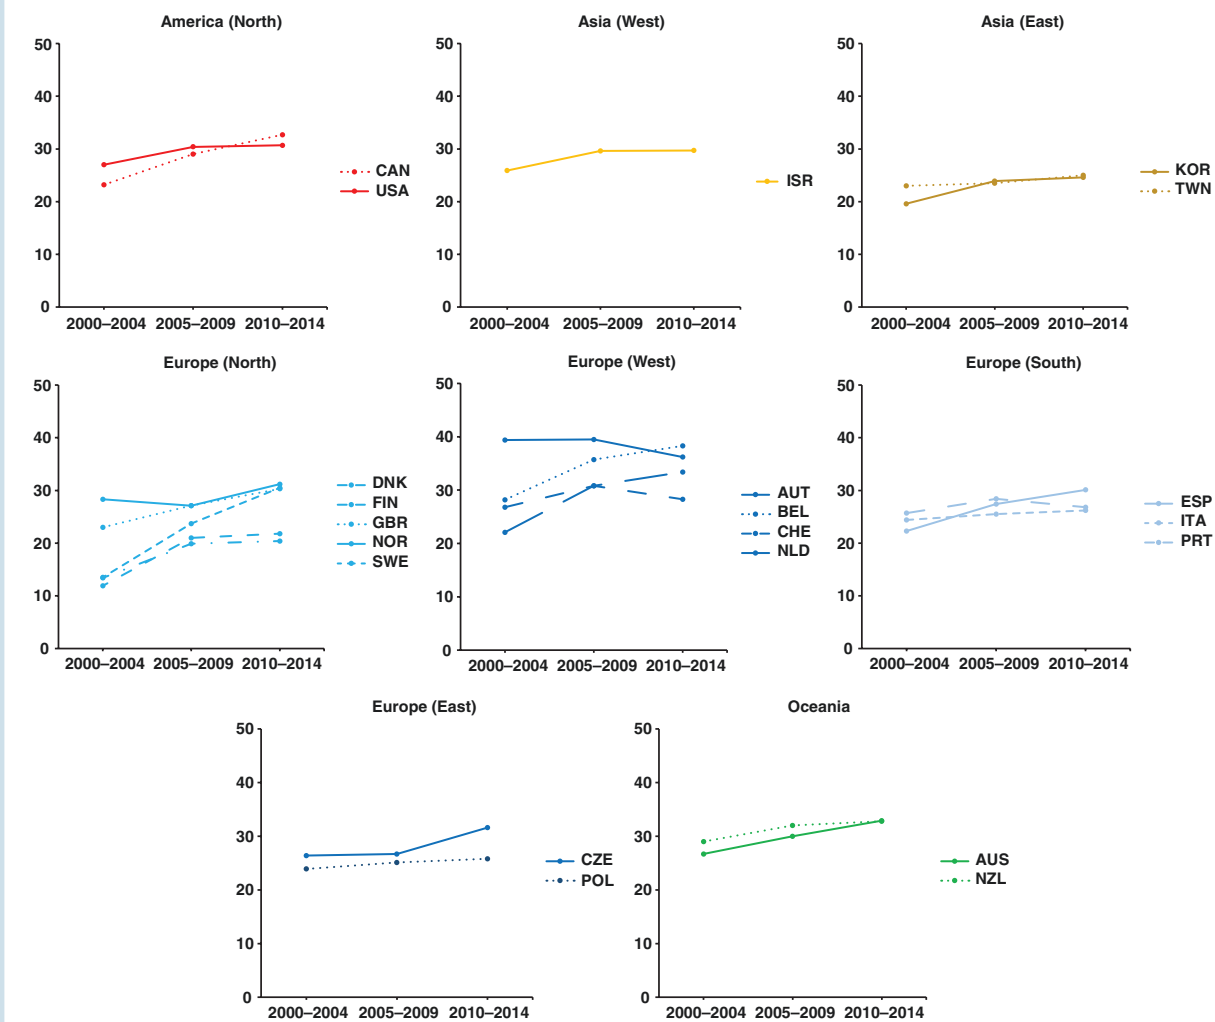 America (North)
50
40
30
20
10
0
2000–2004 2005–2009 2010–2014
CAN
USA
Asia (West)
50
40
30
20
10
0
2000–2004 2005–2009 2010–2014
ISR
Asia (East)
50
40
30
20
10
0
2000–2004 2005–2009 2010–2014
KOR
TWN
Europe (North)
50
40
30
20
10
0
2000–2004 2005–2009 2010–2014
DNK
FIN
GBR
NOR
SWE
Europe (West)
50
40
30
20
10
0
2000–2004 2005–2009 2010–2014
AUT
BEL
CHE
NLD
Europe (South)
50
40
30
20
10
0
2000–2004 2005–2009 2010–2014
ESP
ITA
PRT
Europe (East)
50
40
30
20
10
0
2000–2004 2005–2009 2010–2014
CZE
POL
Oceania
50
40
30
20
10
0
2000–2004 2005–2009 2010–2014
AUS
NZL